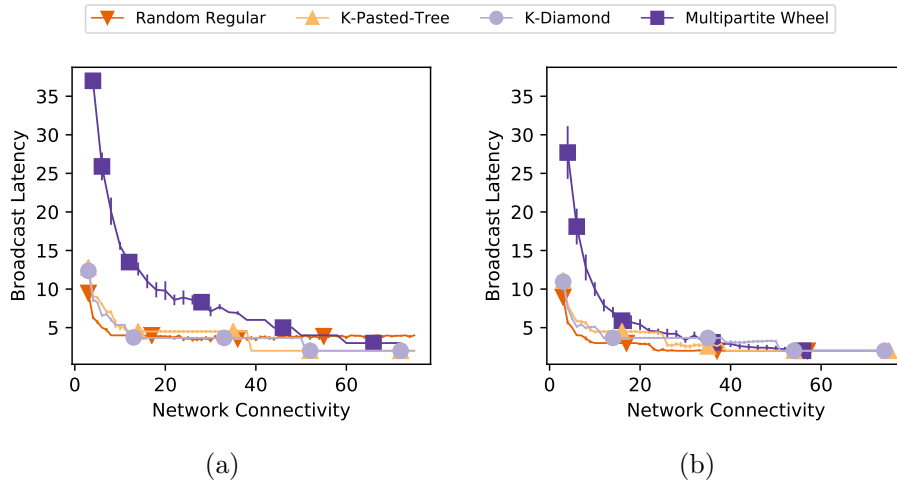 Random Regular K-Pasted-Tree K-Diamond Multipartite Wheel
35
30
25
20
15
10
5
Broadcast Latency
0 20 40 60
Network Connectivity
(a)
35
30
25
20
15
10
5
Broadcast Latency
0 20 40 60
Network Connectivity
(b)